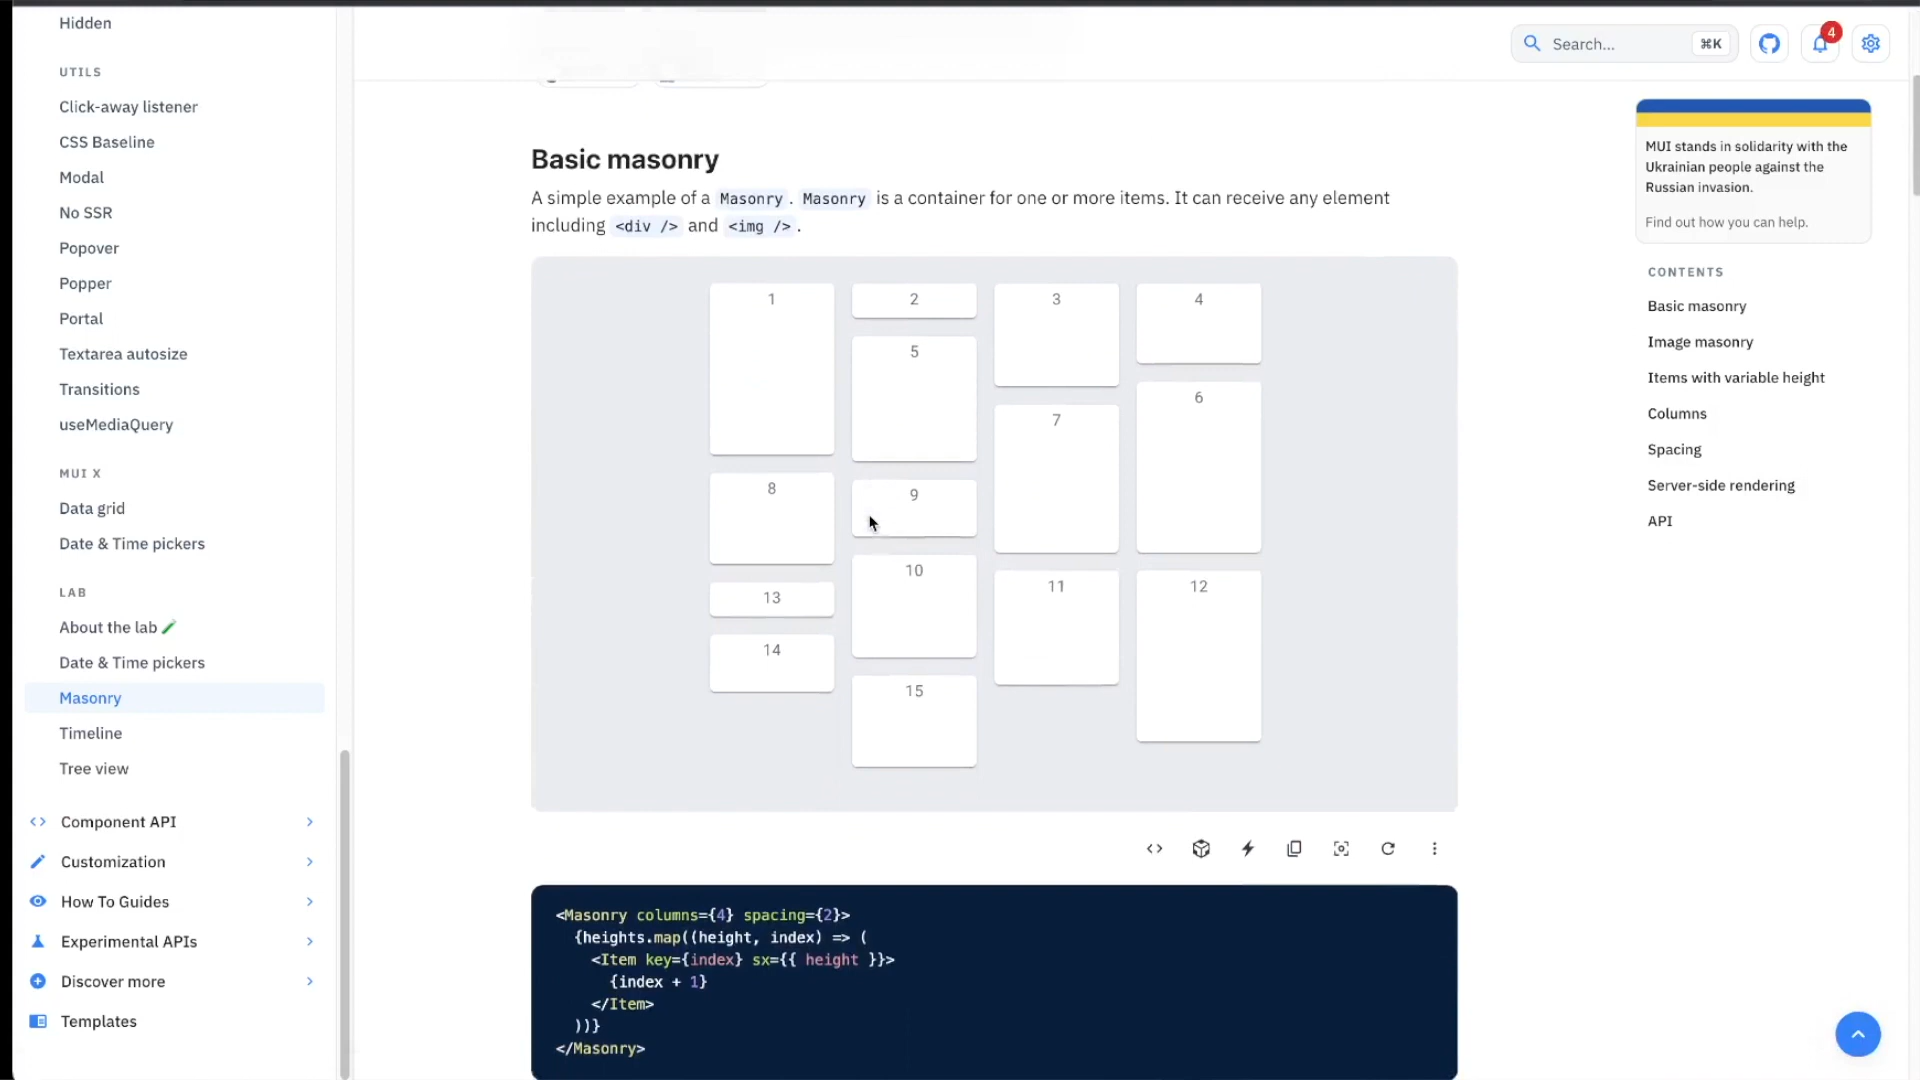 Hidden
UTILS
Click-away listener
CSS Baseline
Modal
No SSR
Popover
Popper
Portal
Textarea autosize
Transitions
useMediaQuery
MUI X
Data grid
Date & Time pickers
LAB
About the lab
Date & Time pickers
Masonry
Timeline
Tree view
Component API
Customization
How To Guides
Experimental APIs
Discover more
Templates
Search...
⌘K
4
Basic masonry
A simple example of a Masonry. Masonry is a container for one or more items. It can receive any element
including <div /> and <img />.
1
2
3
4
5
6
7
8
9
10
11
12
13
14
15
<Masonry columns={4} spacing={2}>
{heights.map((height, index) => (
<Item key={index} sx={{ height }}>
{index + 1}
</Item>
))}
</Masonry>
MUI stands in solidarity with the
Ukrainian people against the
Russian invasion.
Find out how you can help.
CONTENTS
Basic masonry
Image masonry
Items with variable height
Columns
Spacing
Server-side rendering
API